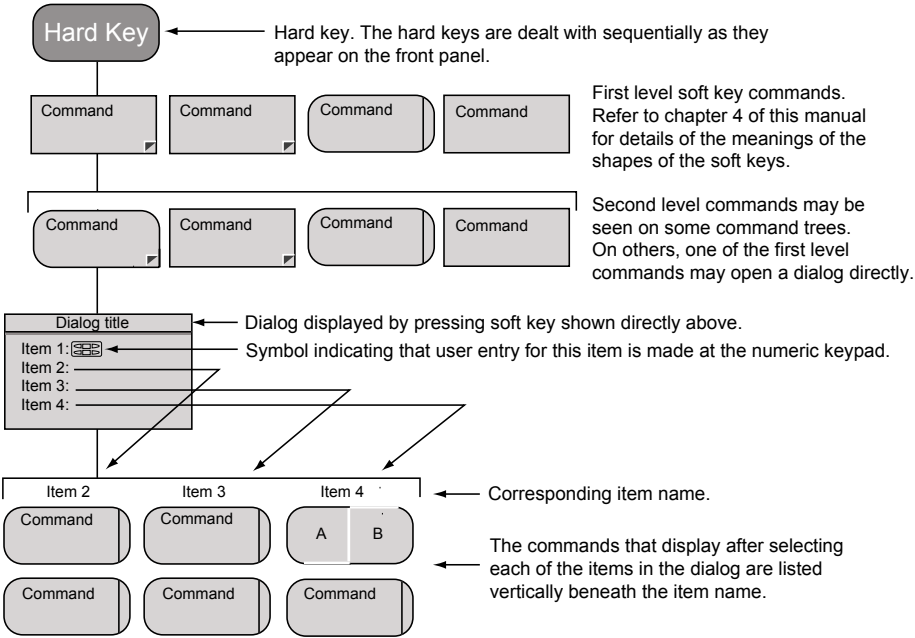 Hard Key
Hard key. The hard keys are dealt with sequentially as they
appear on the front panel.
Command
Command
Command
Command
First level soft key commands.
Refer to chapter 4 of this manual
for details of the meanings of the
shapes of the soft keys.
Command
Command
Command
Command
Second level commands may be
seen on some command trees.
On others, one of the first level
commands may open a dialog directly.
Dialog title
Dialog displayed by pressing soft key shown directly above.
Item 1:
Symbol indicating that user entry for this item is made at the numeric keypad.
Item 2:
Item 3:
Item 4:
Item 2
Item 3
Item 4
Corresponding item name.
Command
Command
A
B
The commands that display after selecting
each of the items in the dialog are listed
vertically beneath the item name.
Command
Command
Command